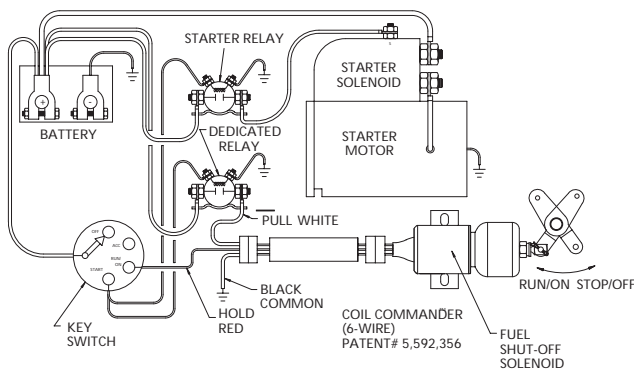 STARTER RELAY
STARTER
SOLENOID
S
+
-
BATTERY
DEDICATED
RELAY
STARTER
MOTOR
PULL WHITE
OFF
ACC
RUN/
ON
START
KEY
SWITCH
HOLD
RED
BLACK
COMMON
COIL COMMANDER
(6-WIRE)
PATENT# 5,592,356
RUN/ON STOP/OFF
FUEL
SHUT-OFF
SOLENOID